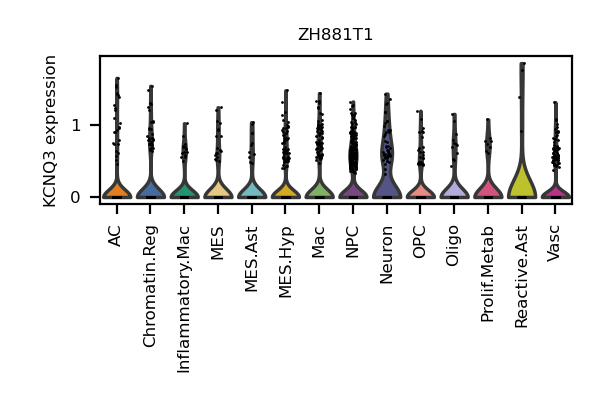 ZH881T1
KCNQ3 expression
1
0
AC
Chromatin.Reg
Inflammatory.Mac
MES
MES.Ast
MES.Hyp
Mac
NPC
Neuron
OPC
Oligo
Prolif.Metab
Reactive.Ast
Vasc